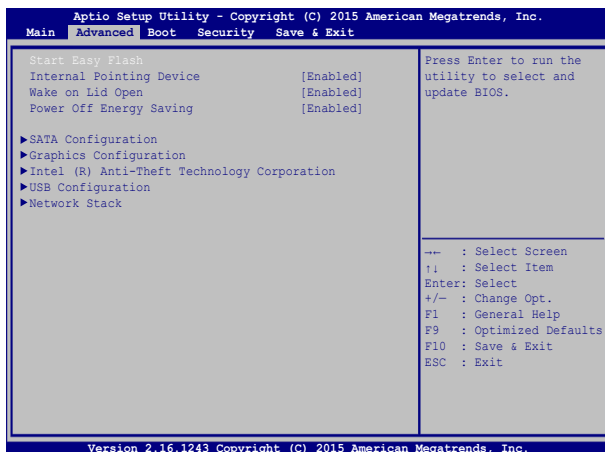 Aptio Setup Utility - Copyright (C) 2015 American Megatrends, Inc.
Main Advanced Boot Security Save & Exit
Start Easy Flash
Internal Pointing Device [Enabled]
Wake on Lid Open [Enabled]
Power Off Energy Saving [Enabled]
▶SATA Configuration
▶Graphics Configuration
▶Intel (R) Anti-Theft Technology Corporation
▶USB Configuration
▶Network Stack
Press Enter to run the
utility to select and
update BIOS.
→← : Select Screen
↑↓ : Select Item
Enter: Select
+/— : Change Opt.
F1 : General Help
F9 : Optimized Defaults
F10 : Save & Exit
ESC : Exit
Version 2.16.1243 Copyright (C) 2015 American Megatrends, Inc.